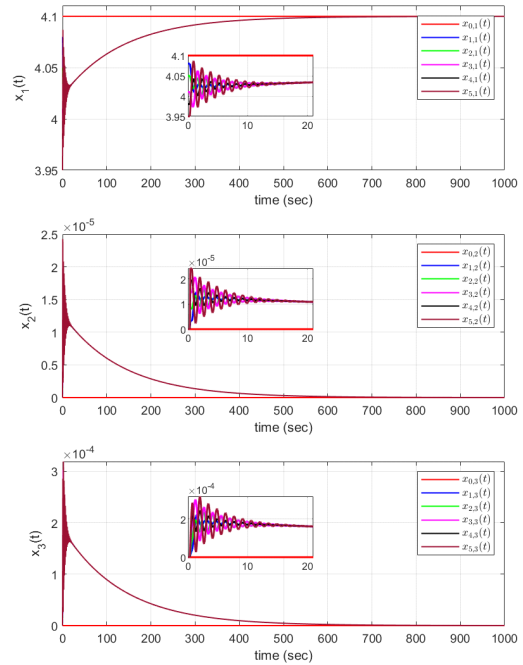 4.1
4.05
4
3.95
x1(t)
4.1
4.05
4
3.95
0 10 20
x0,1(t)
x1,1(t)
x2,1(t)
x3,1(t)
x4,1(t)
x5,1(t)
0 100 200 300 400 500 600 700 800 900 1000
time (sec)
×10-5
2.5
2
1.5
1
0.5
0
x2(t)
×10-5
2
1
0
0 10 20
x0,2(t)
x1,2(t)
x2,2(t)
x3,2(t)
x4,2(t)
x5,2(t)
0 100 200 300 400 500 600 700 800 900 1000
time (sec)
×10-4
3
2
1
0
x3(t)
×10-4
2
0
0 10 20
x0,3(t)
x1,3(t)
x2,3(t)
x3,3(t)
x4,3(t)
x5,3(t)
0 100 200 300 400 500 600 700 800 900 1000
time (sec)